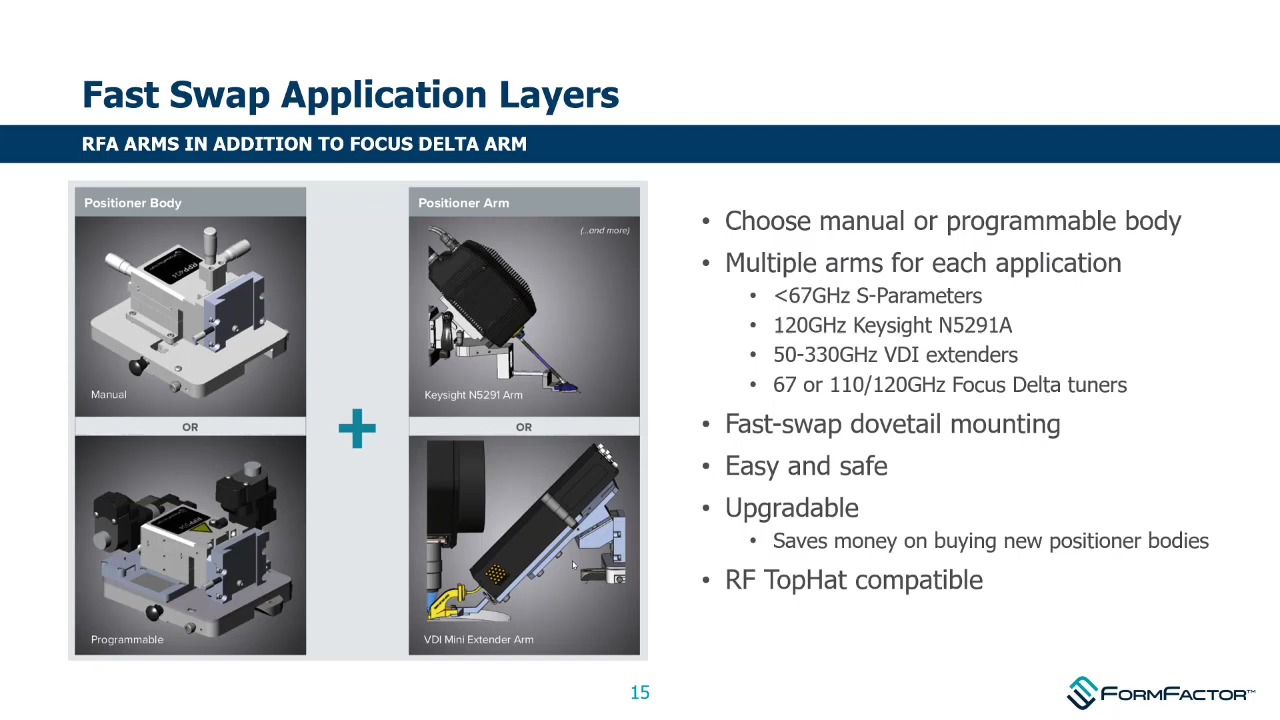 Fast Swap Application Layers
RFA ARMS IN ADDITION TO FOCUS DELTA ARM
Positioner Body
Manual
OR
Programmable
+
Positioner Arm
(...and more)
Keysight N5291 Arm
OR
VDI Mini Extender Arm
• Choose manual or programmable body
• Multiple arms for each application
• <67GHz S-Parameters
• 120GHz Keysight N5291A
• 50-330GHz VDI extenders
• 67 or 110/120GHz Focus Delta tuners
• Fast-swap dovetail mounting
• Easy and safe
• Upgradable
• Saves money on buying new positioner bodies
• RF TopHat compatible
15
FORMFACTOR™